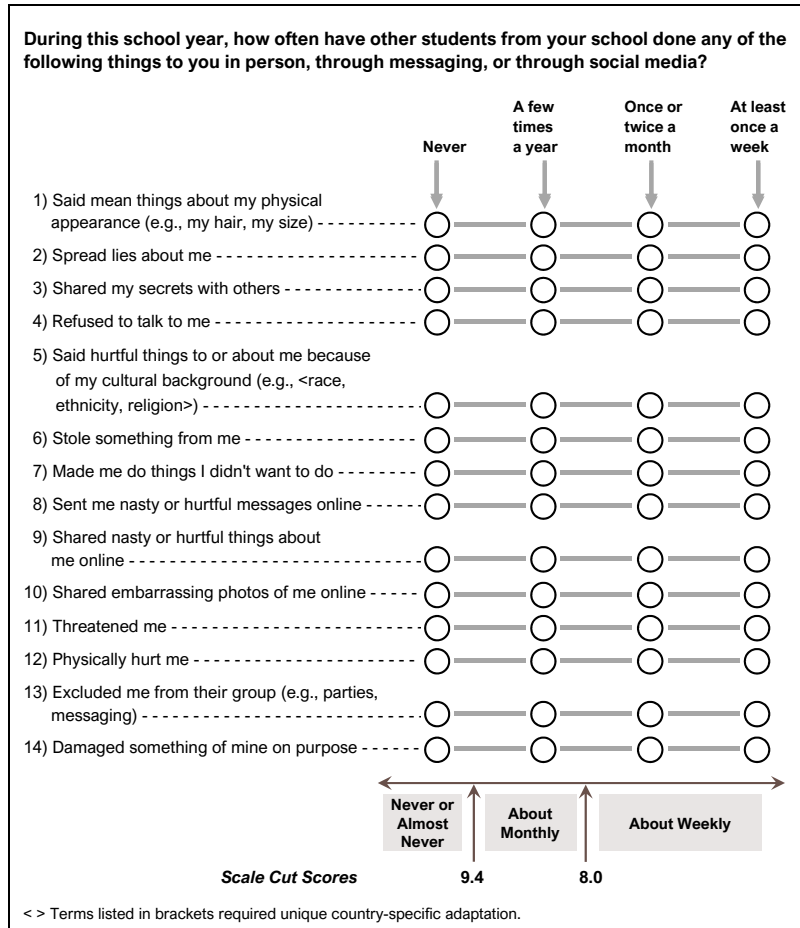 During this school year, how often have other students from your school done any of the
following things to you in person, through messaging, or through social media?
Never
A few
times
a year
Once or
twice a
month
At least
once a
week
1) Said mean things about my physical
appearance (e.g., my hair, my size)
2) Spread lies about me
3) Shared my secrets with others
4) Refused to talk to me
5) Said hurtful things to or about me because
of my cultural background (e.g., <race,
ethnicity, religion>)
6) Stole something from me
7) Made me do things I didn't want to do
8) Sent me nasty or hurtful messages online
9) Shared nasty or hurtful things about
me online
10) Shared embarrassing photos of me online
11) Threatened me
12) Physically hurt me
13) Excluded me from their group (e.g., parties,
messaging)
14) Damaged something of mine on purpose
Never or
Almost
Never
About
Monthly
About Weekly
Scale Cut Scores 9.4 8.0
< > Terms listed in brackets required unique country-specific adaptation.